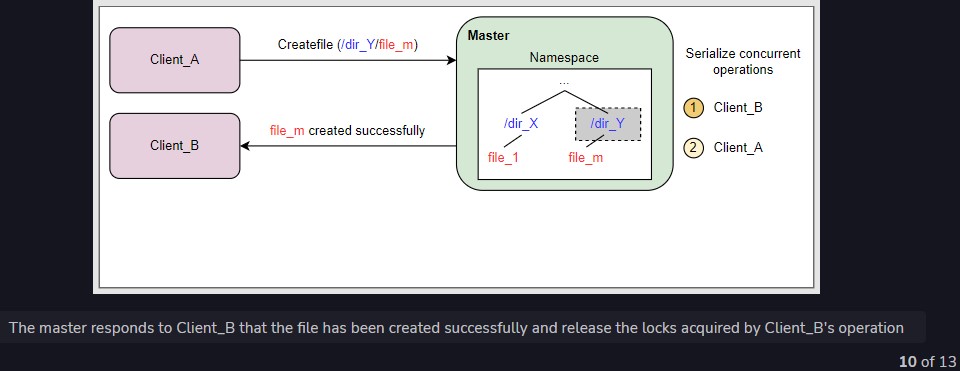 Client_A
Createfile (/dir_Y/file_m)
Client_B
file_m created successfully
Master
Namespace
...
/dir_X
/dir_Y
file_1
file_m
Serialize concurrent
operations
1 Client_B
2 Client_A
The master responds to Client_B that the file has been created successfully and release the locks acquired by Client_B's operation
10 of 13